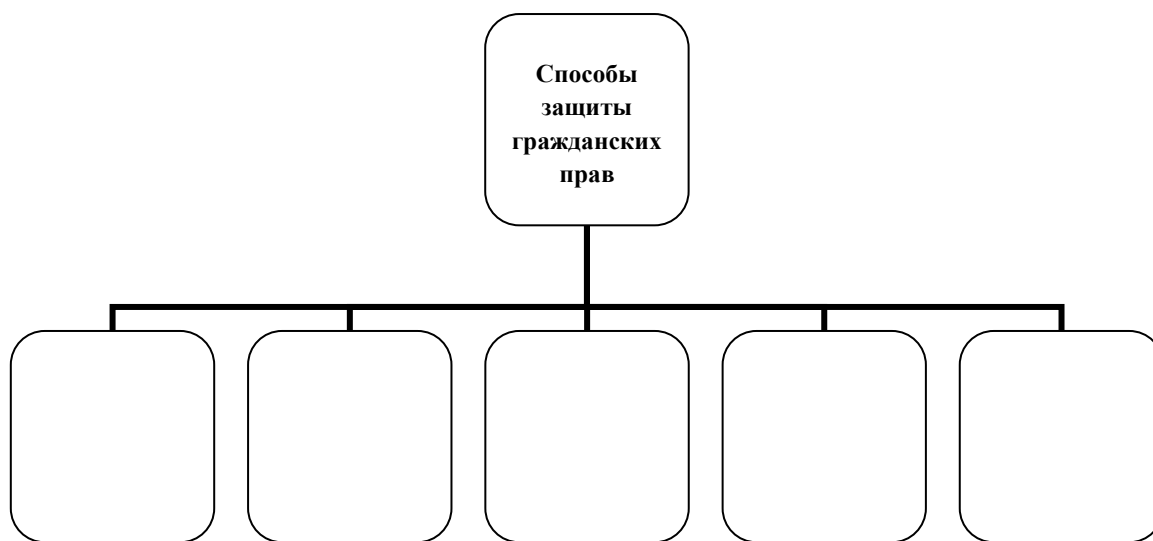 Способы
защиты
гражданских
прав